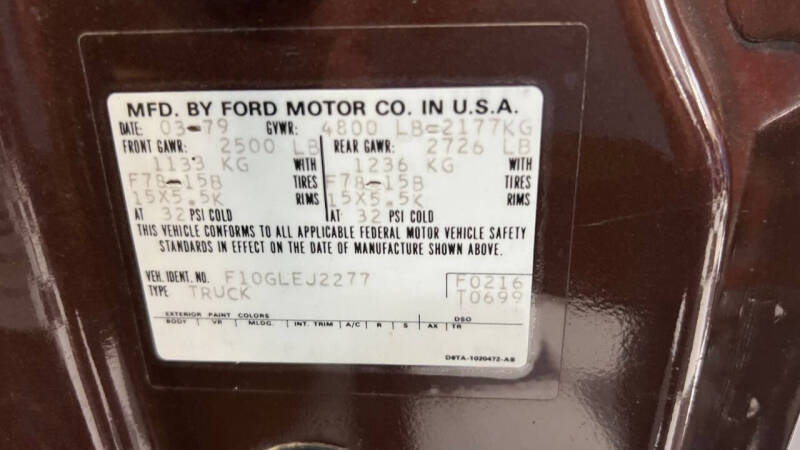 MFD. BY FORD MOTOR CO. IN U.S.A.
DATE: 03-79 GVWR: 4800 LB=2177KG
FRONT GAWR: 2500 LB REAR GAWR: 2726 LB
1133 KG WITH 1236 KG WITH
F78-15B TIRES F78-15B TIRES
15X5.5K RIMS 15X5.5K RIMS
AT 32 PSI COLD AT 32 PSI COLD
THIS VEHICLE CONFORMS TO ALL APPLICABLE FEDERAL MOTOR VEHICLE SAFETY
STANDARDS IN EFFECT ON THE DATE OF MANUFACTURE SHOWN ABOVE.
VEH. IDENT. NO. F10GLEJ2277 F0216
TYPE TRUCK T0699
EXTERIOR PAINT COLORS DSO
BODY VR MLDG. INT. TRIM A/C R S AX TR
D8TA-1020472-AB